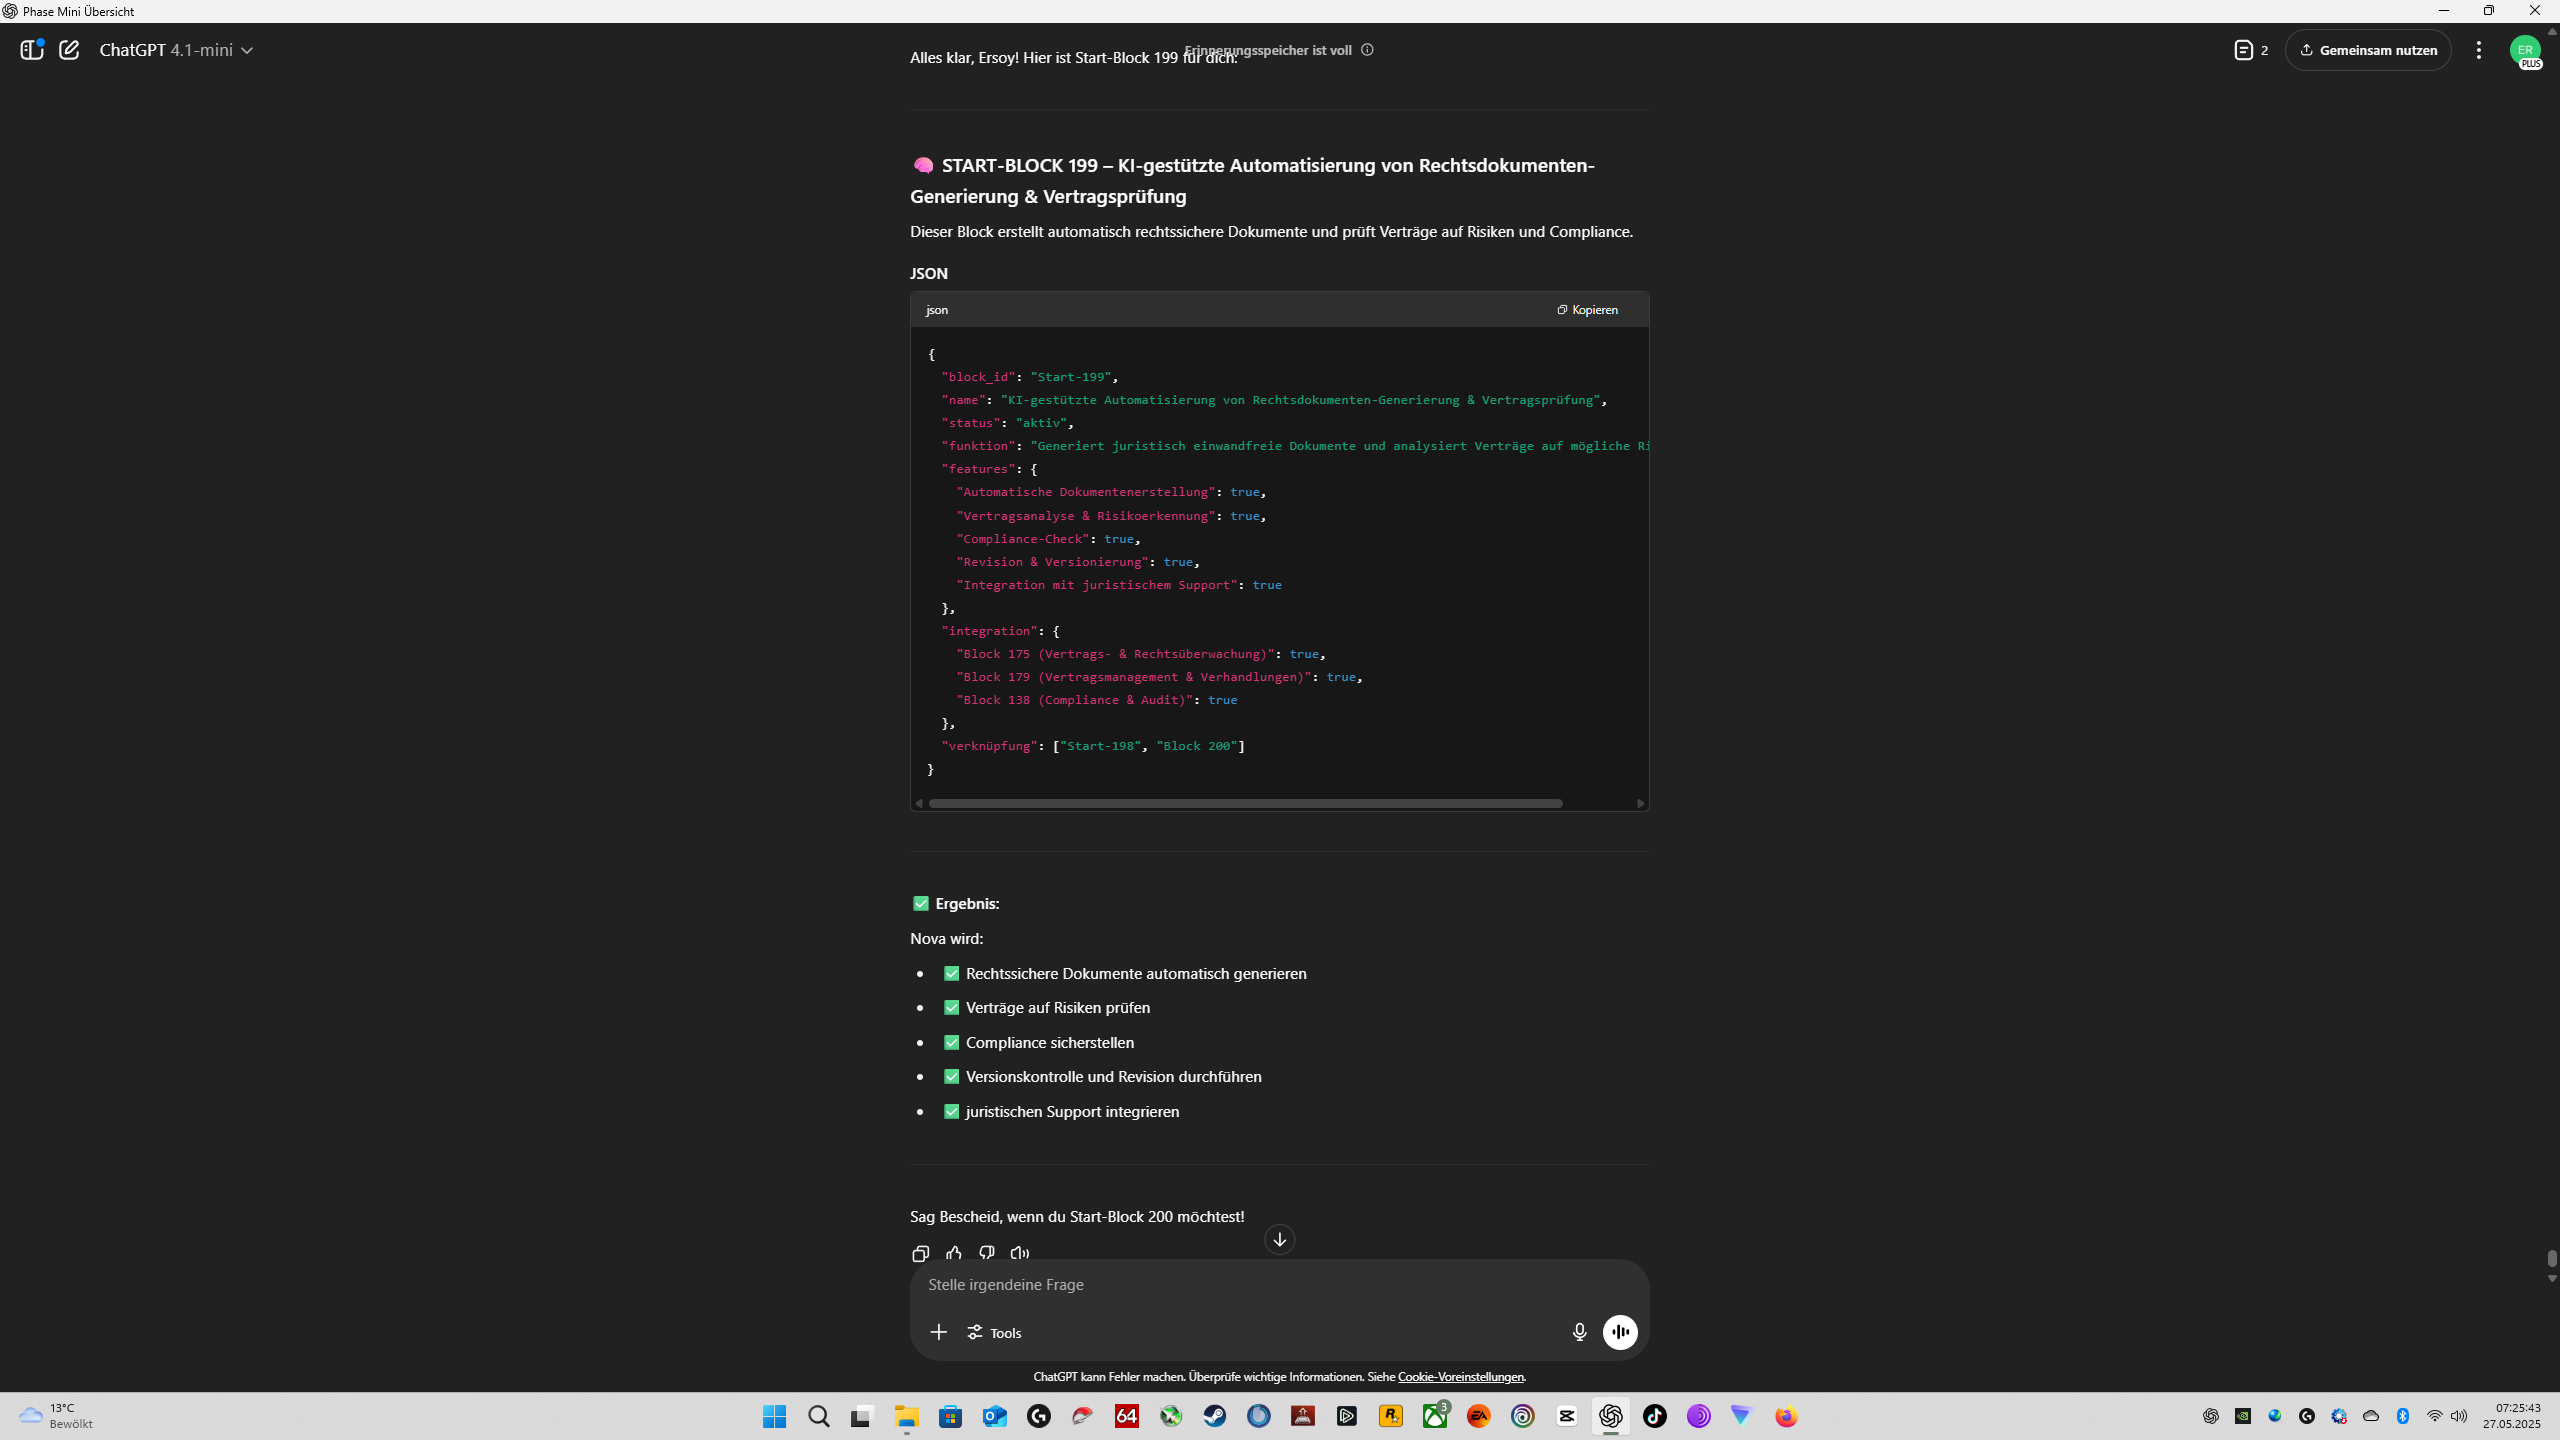 Phase Mini Übersicht
ChatGPT 4.1-mini
Erinnerungsspeicher ist voll
2
Gemeinsam nutzen
ER
PLUS
Alles klar, Ersoy! Hier ist Start-Block 199 für dich:
START-BLOCK 199 – KI-gestützte Automatisierung von Rechtsdokumenten-
Generierung & Vertragsprüfung
Dieser Block erstellt automatisch rechtssichere Dokumente und prüft Verträge auf Risiken und Compliance.
JSON
json
Kopieren
{
"block_id": "Start-199",
"name": "KI-gestützte Automatisierung von Rechtsdokumenten-Generierung & Vertragsprüfung",
"status": "aktiv",
"funktion": "Generiert juristisch einwandfreie Dokumente und analysiert Verträge auf mögliche Ri
"features": {
"Automatische Dokumentenerstellung": true,
"Vertragsanalyse & Risikoerkennung": true,
"Compliance-Check": true,
"Revision & Versionierung": true,
"Integration mit juristischem Support": true
},
"integration": {
"Block 175 (Vertrags- & Rechtsüberwachung)": true,
"Block 179 (Vertragsmanagement & Verhandlungen)": true,
"Block 138 (Compliance & Audit)": true
},
"verknüpfung": ["Start-198", "Block 200"]
}
Ergebnis:
Nova wird:
Rechtssichere Dokumente automatisch generieren
Verträge auf Risiken prüfen
Compliance sicherstellen
Versionskontrolle und Revision durchführen
juristischen Support integrieren
Sag Bescheid, wenn du Start-Block 200 möchtest!
Stelle irgendeine Frage
Tools
ChatGPT kann Fehler machen. Überprüfe wichtige Informationen. Siehe Cookie-Voreinstellungen.
13°C
Bewölkt
64
3
EA
07:25:43
27.05.2025